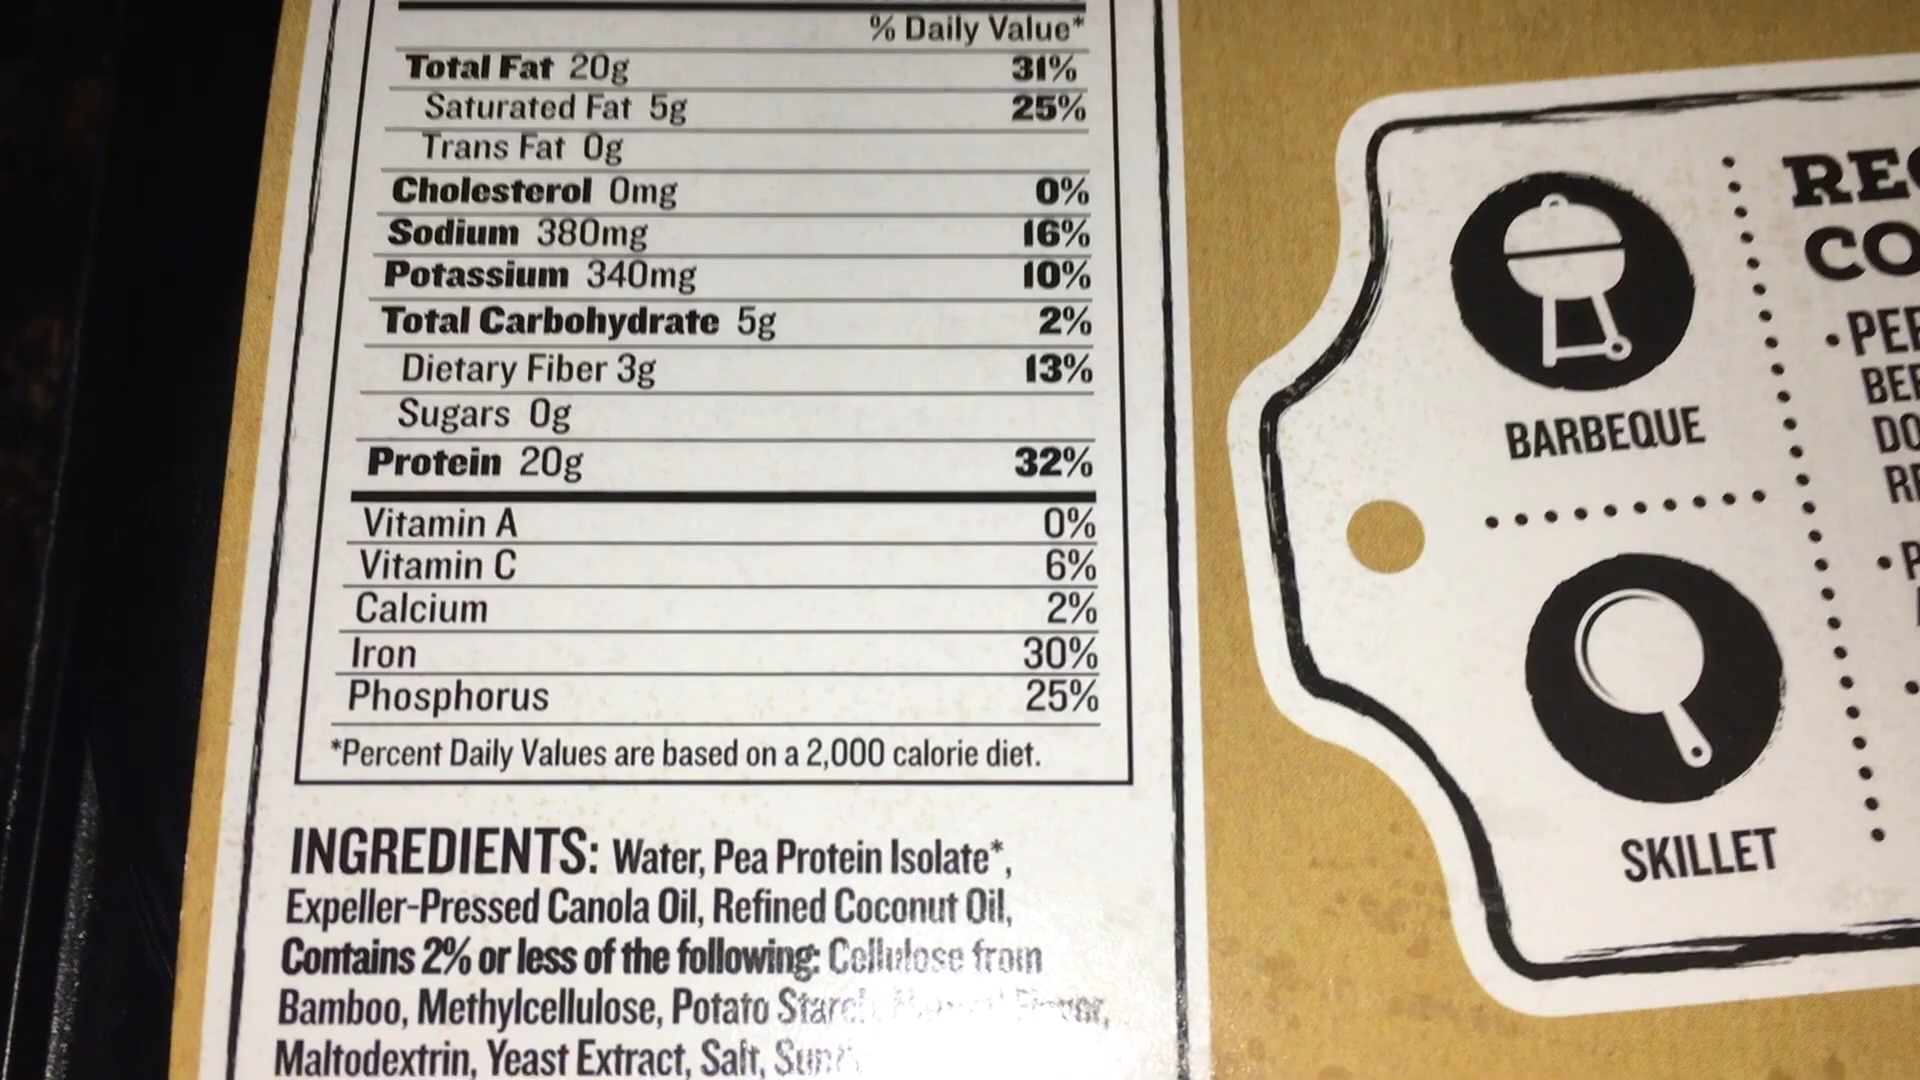 % Daily Value*
Total Fat 20g 31%
Saturated Fat 5g 25%
Trans Fat 0g
Cholesterol 0mg 0%
Sodium 380mg 16%
Potassium 340mg 10%
Total Carbohydrate 5g 2%
Dietary Fiber 3g 13%
Sugars 0g
Protein 20g 32%
Vitamin A 0%
Vitamin C 6%
Calcium 2%
Iron 30%
Phosphorus 25%
*Percent Daily Values are based on a 2,000 calorie diet.
INGREDIENTS: Water, Pea Protein Isolate*,
Expeller-Pressed Canola Oil, Refined Coconut Oil,
Contains 2% or less of the following: Cellulose from
Bamboo, Methylcellulose, Potato Starch,
Maltodextrin, Yeast Extract, Salt,
BARBEQUE
SKILLET